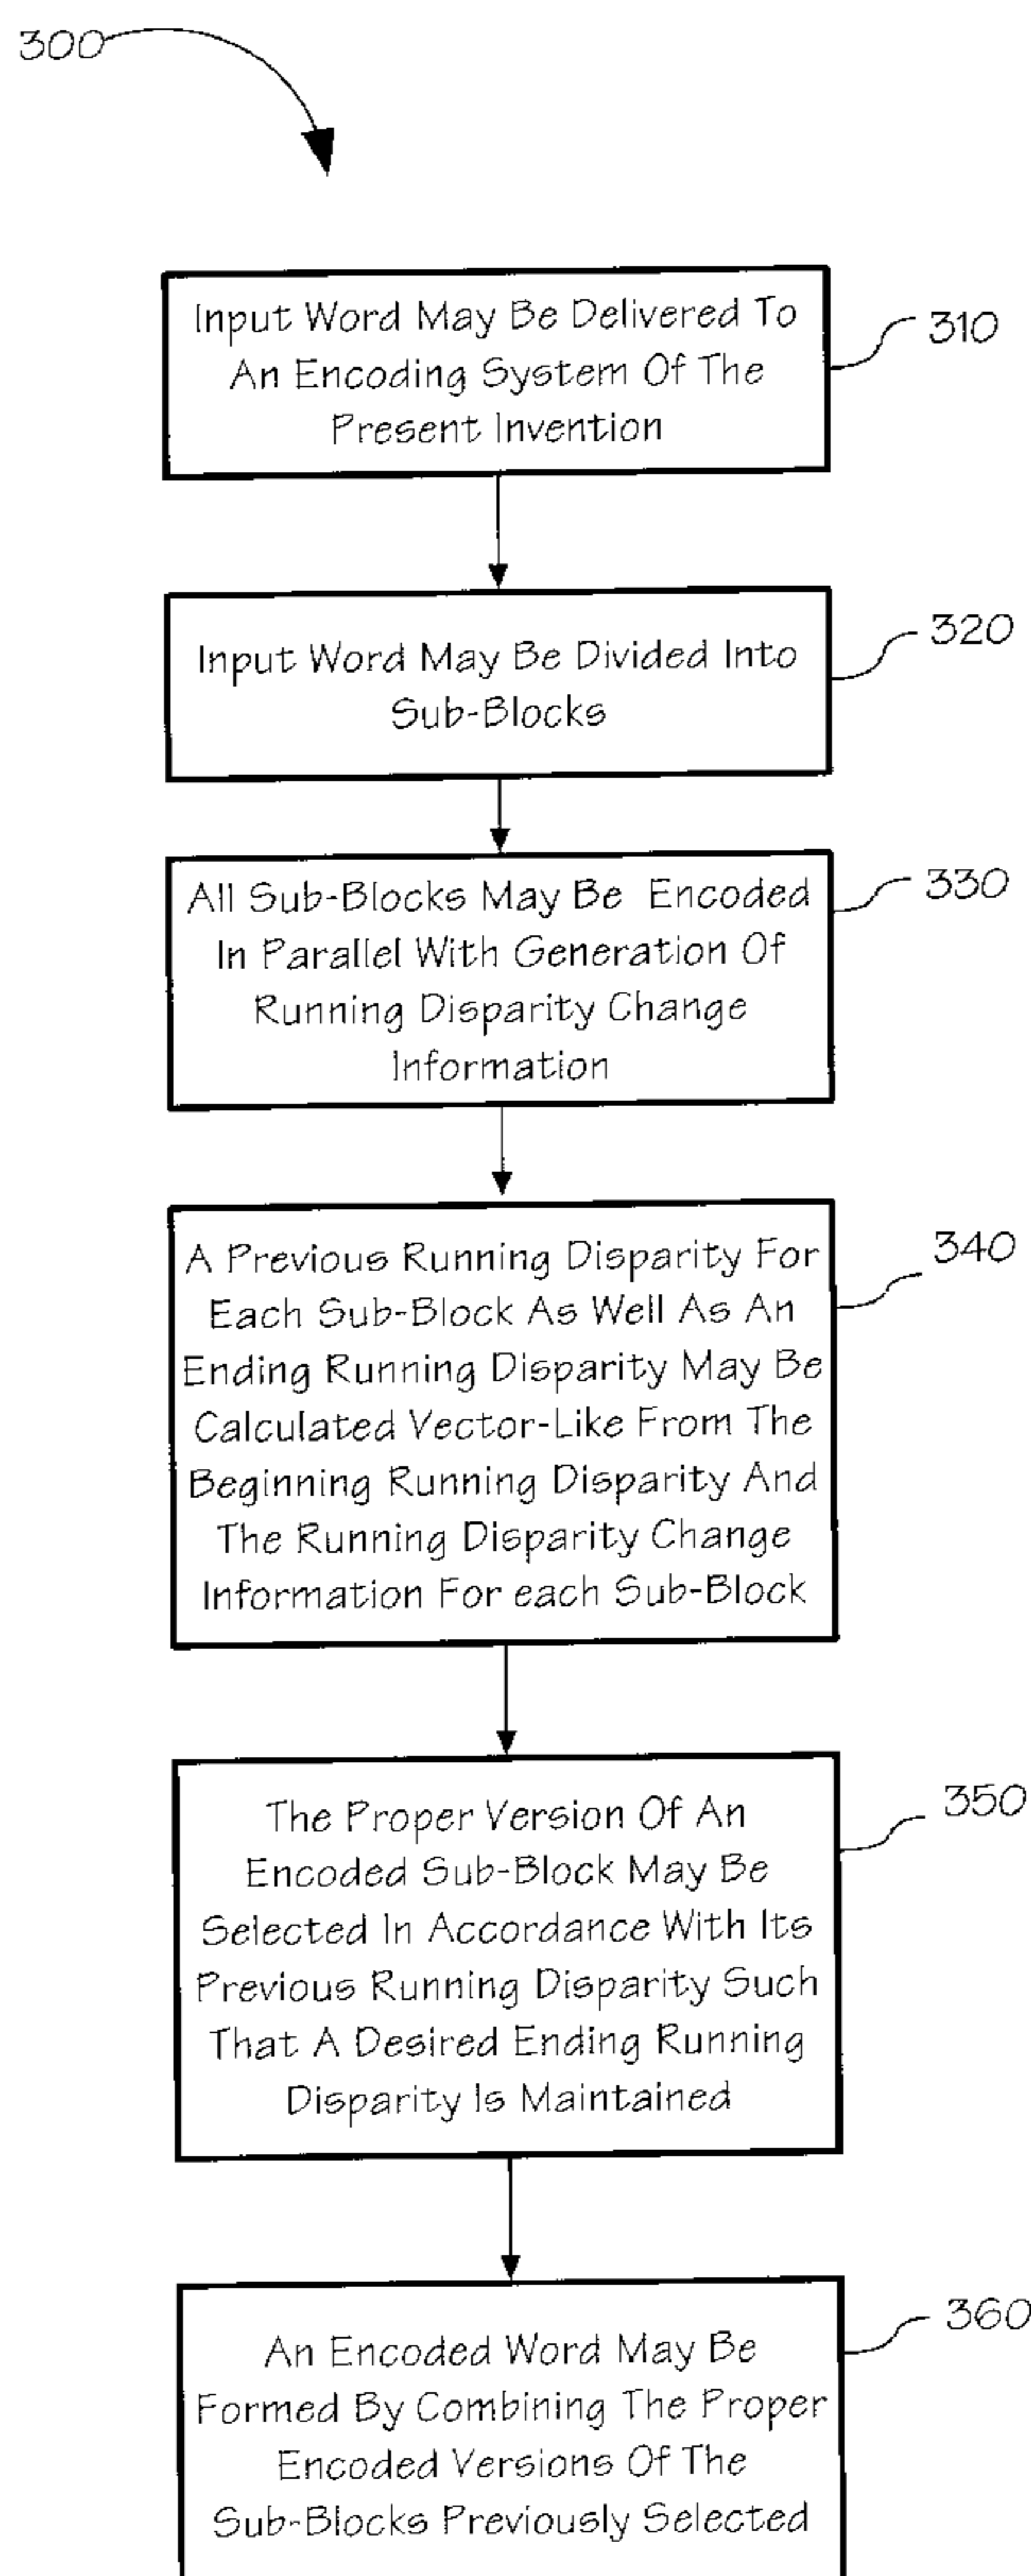 300
Input Word May Be Delivered To
An Encoding System Of The
Present Invention
310
Input Word May Be Divided Into
Sub-Blocks
320
All Sub-Blocks May Be Encoded
In Parallel With Generation Of
Running Disparity Change
Information
330
A Previous Running Disparity For
Each Sub-Block As Well As An
Ending Running Disparity May Be
Calculated Vector-Like From The
Beginning Running Disparity And
The Running Disparity Change
Information For each Sub-Block
340
The Proper Version Of An
Encoded Sub-Block May Be
Selected In Accordance With Its
Previous Running Disparity Such
That A Desired Ending Running
Disparity Is Maintained
350
An Encoded Word May Be
Formed By Combining The Proper
Encoded Versions Of The
Sub-Blocks Previously Selected
360